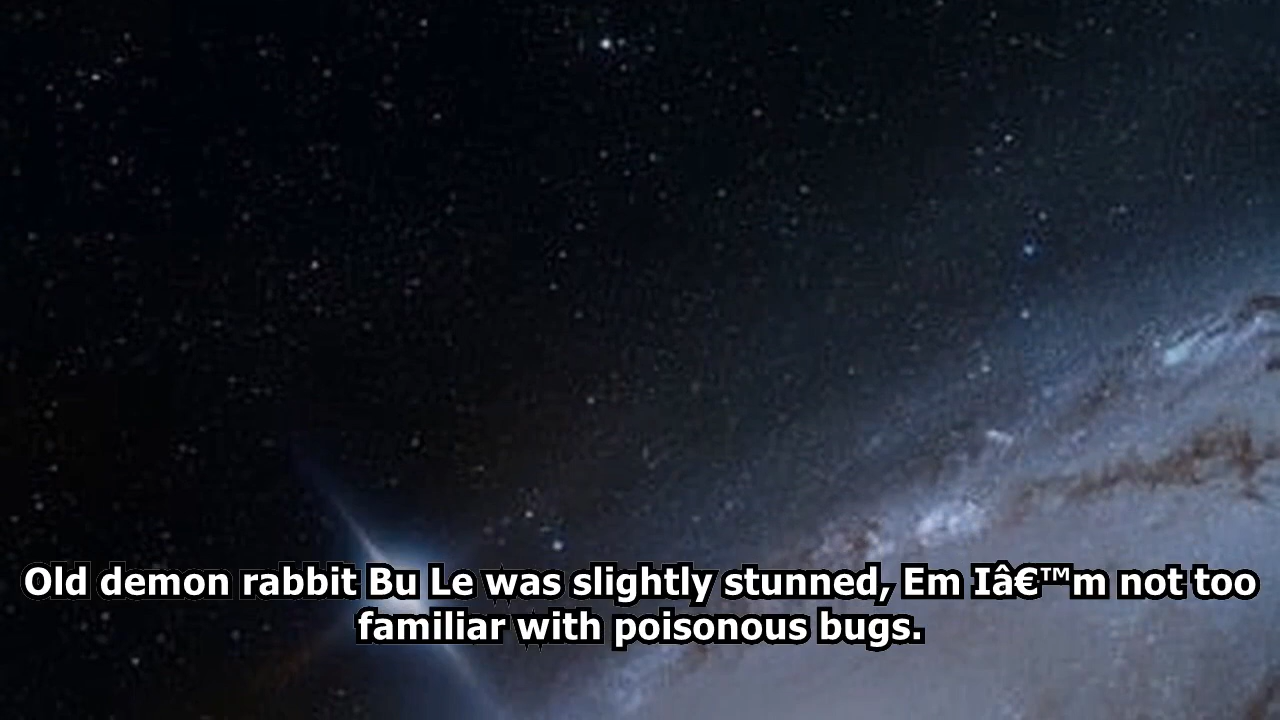 Old demon rabbit Bu Le was slightly stunned, Em Iâ€™m not too
familiar with poisonous bugs.